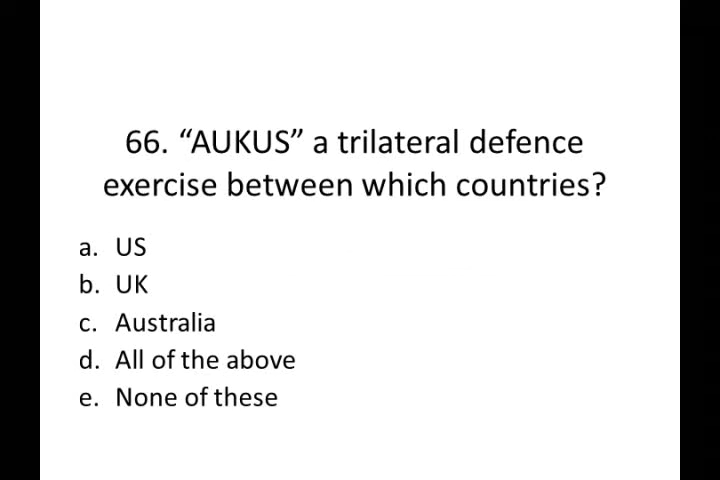 66. “AUKUS” a trilateral defence
exercise between which countries?
a. US
b. UK
c. Australia
d. All of the above
e. None of these